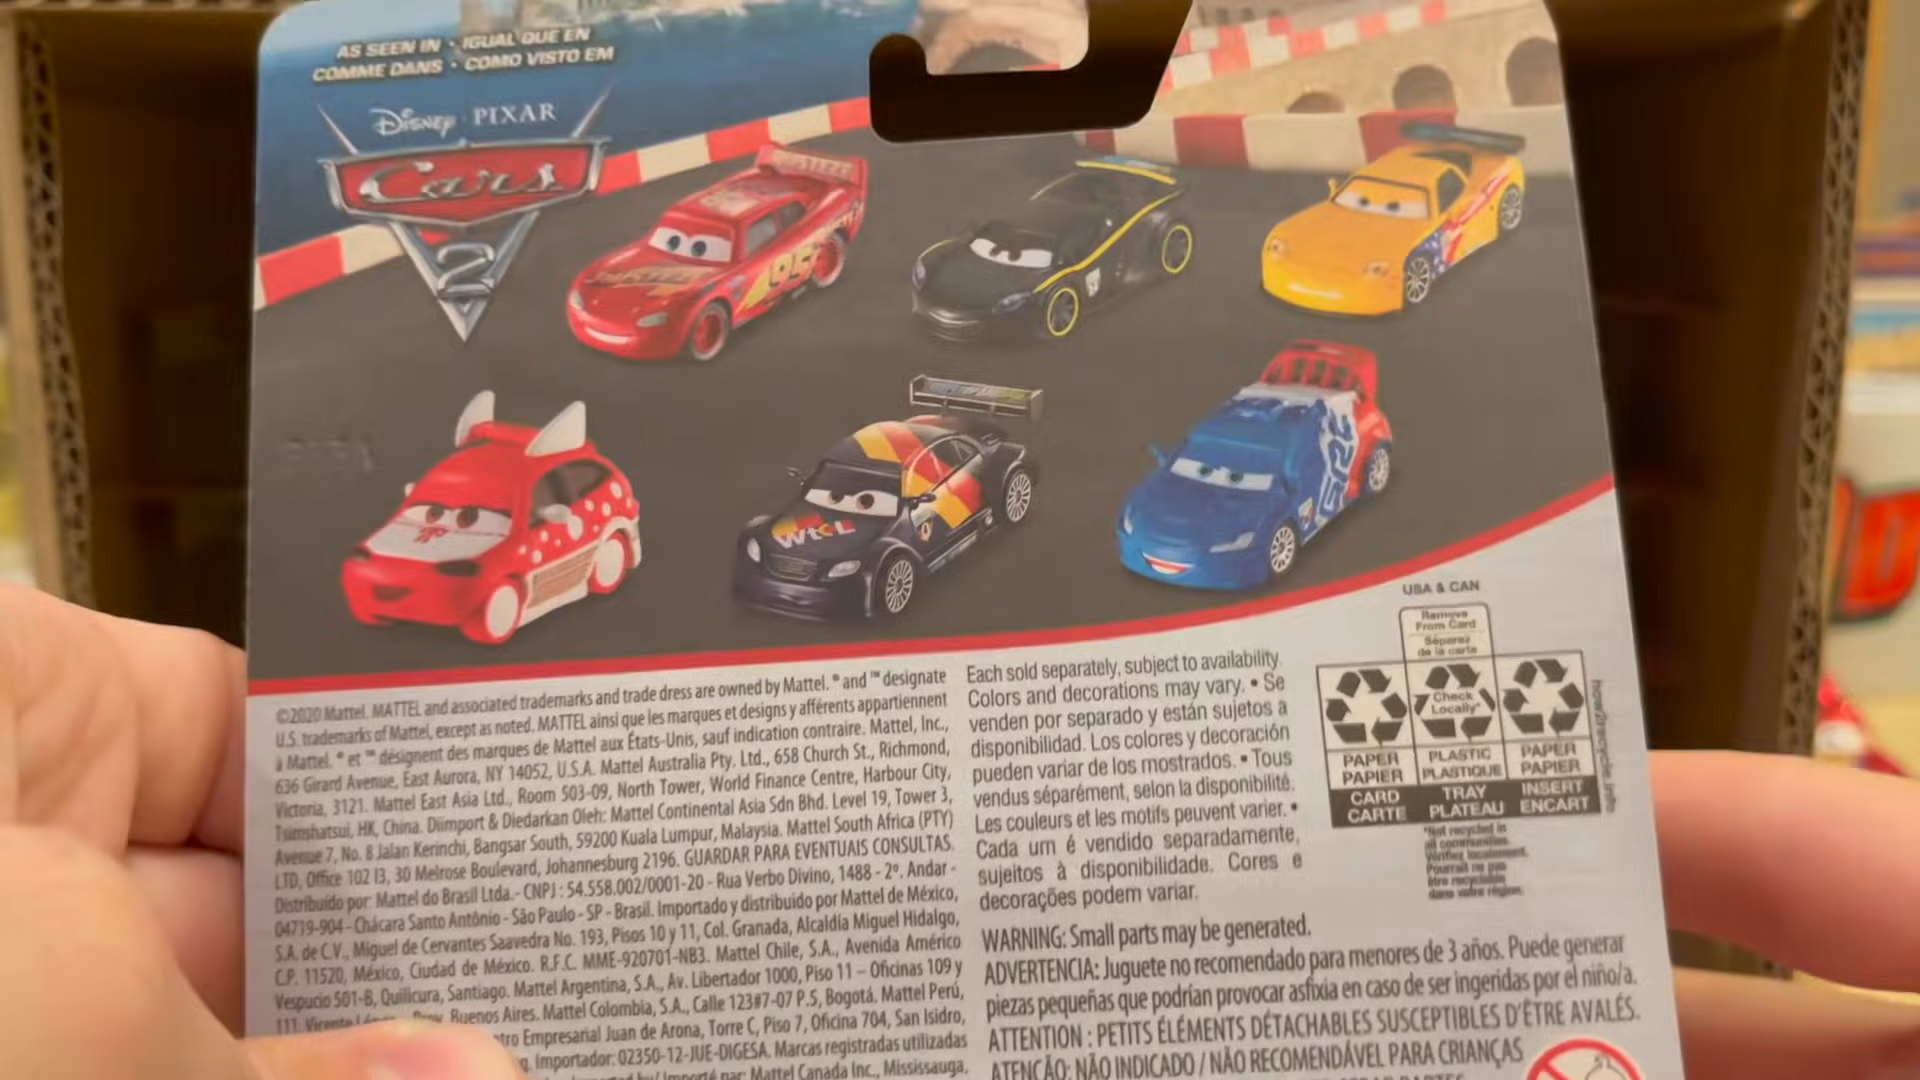 AS SEEN IN · IGUAL QUE EN
COMME DANS · COMO VISTO EM
Disney · PIXAR
Cars
2
95
WtCL
©2020 Mattel. MATTEL and associated trademarks and trade dress are owned by Mattel. ® and ™ designate
U.S. trademarks of Mattel, except as noted. MATTEL ainsi que les marques et designs y afférents appartiennent
à Mattel. ® et ™ désignent des marques de Mattel aux États-Unis, sauf indication contraire. Mattel, Inc.,
636 Girard Avenue, East Aurora, NY 14052, U.S.A. Mattel Australia Pty. Ltd., 658 Church St., Richmond,
Victoria, 3121. Mattel East Asia Ltd., Room 503-09, North Tower, World Finance Centre, Harbour City,
Tsimshatsui, HK, China. Diimport & Diedarkan Oleh: Mattel Continental Asia Sdn Bhd. Level 19, Tower 3,
Avenue 7, No. 8 Jalan Kerinchi, Bangsar South, 59200 Kuala Lumpur, Malaysia. Mattel South Africa (PTY)
LTD, Office 102 I3, 30 Melrose Boulevard, Johannesburg 2196. GUARDAR PARA EVENTUAIS CONSULTAS.
Distribuído por: Mattel do Brasil Ltda.- CNPJ : 54.558.002/0001-20 - Rua Verbo Divino, 1488 - 2º. Andar -
04719-904 - Chácara Santo Antônio - São Paulo - SP - Brasil. Importado y distribuido por Mattel de México,
S.A. de C.V., Miguel de Cervantes Saavedra No. 193, Pisos 10 y 11, Col. Granada, Alcaldía Miguel Hidalgo,
C.P. 11520, México, Ciudad de México. R.F.C. MME-920701-NB3. Mattel Chile, S.A., Avenida Américo
Vespucio 501-B, Quilicura, Santiago. Mattel Argentina, S.A., Av. Libertador 1000, Piso 11 – Oficinas 109 y
111, Buenos Aires. Mattel Colombia, S.A., Calle 123#7-07 P.5, Bogotá. Mattel Perú,
Empresarial Juan de Arona, Torre C, Piso 7, Oficina 704, San Isidro,
Importador: 02350-12-JUE-DIGESA. Marcas registradas utilizadas
Mattel Canada Inc., Mississauga,
Each sold separately, subject to availability.
Colors and decorations may vary. • Se
venden por separado y están sujetos a
disponibilidad. Los colores y decoración
pueden variar de los mostrados. • Tous
vendus séparément, selon la disponibilité.
Les couleurs et les motifs peuvent varier. •
Cada um é vendido separadamente,
sujeitos à disponibilidade. Cores e
decorações podem variar.
USA & CAN
Remove
From Card
Séparez
de la carte
Check
Locally*
PAPER
PAPIER
CARD
CARTE
PLASTIC
PLASTIQUE
TRAY
PLATEAU
PAPER
PAPIER
INSERT
ENCART
how2recycle.info
*Not recycled in
all communities.
Vérifiez localement.
Pourrait ne pas
être recyclable
dans votre région.
WARNING: Small parts may be generated.
ADVERTENCIA: Juguete no recomendado para menores de 3 años. Puede generar
piezas pequeñas que podrían provocar asfixia en caso de ser ingeridas por el niño/a.
ATTENTION : PETITS ÉLÉMENTS DÉTACHABLES SUSCEPTIBLES D'ÊTRE AVALÉS.
ATENÇÃO: NÃO INDICADO / NÃO RECOMENDÁVEL PARA CRIANÇAS